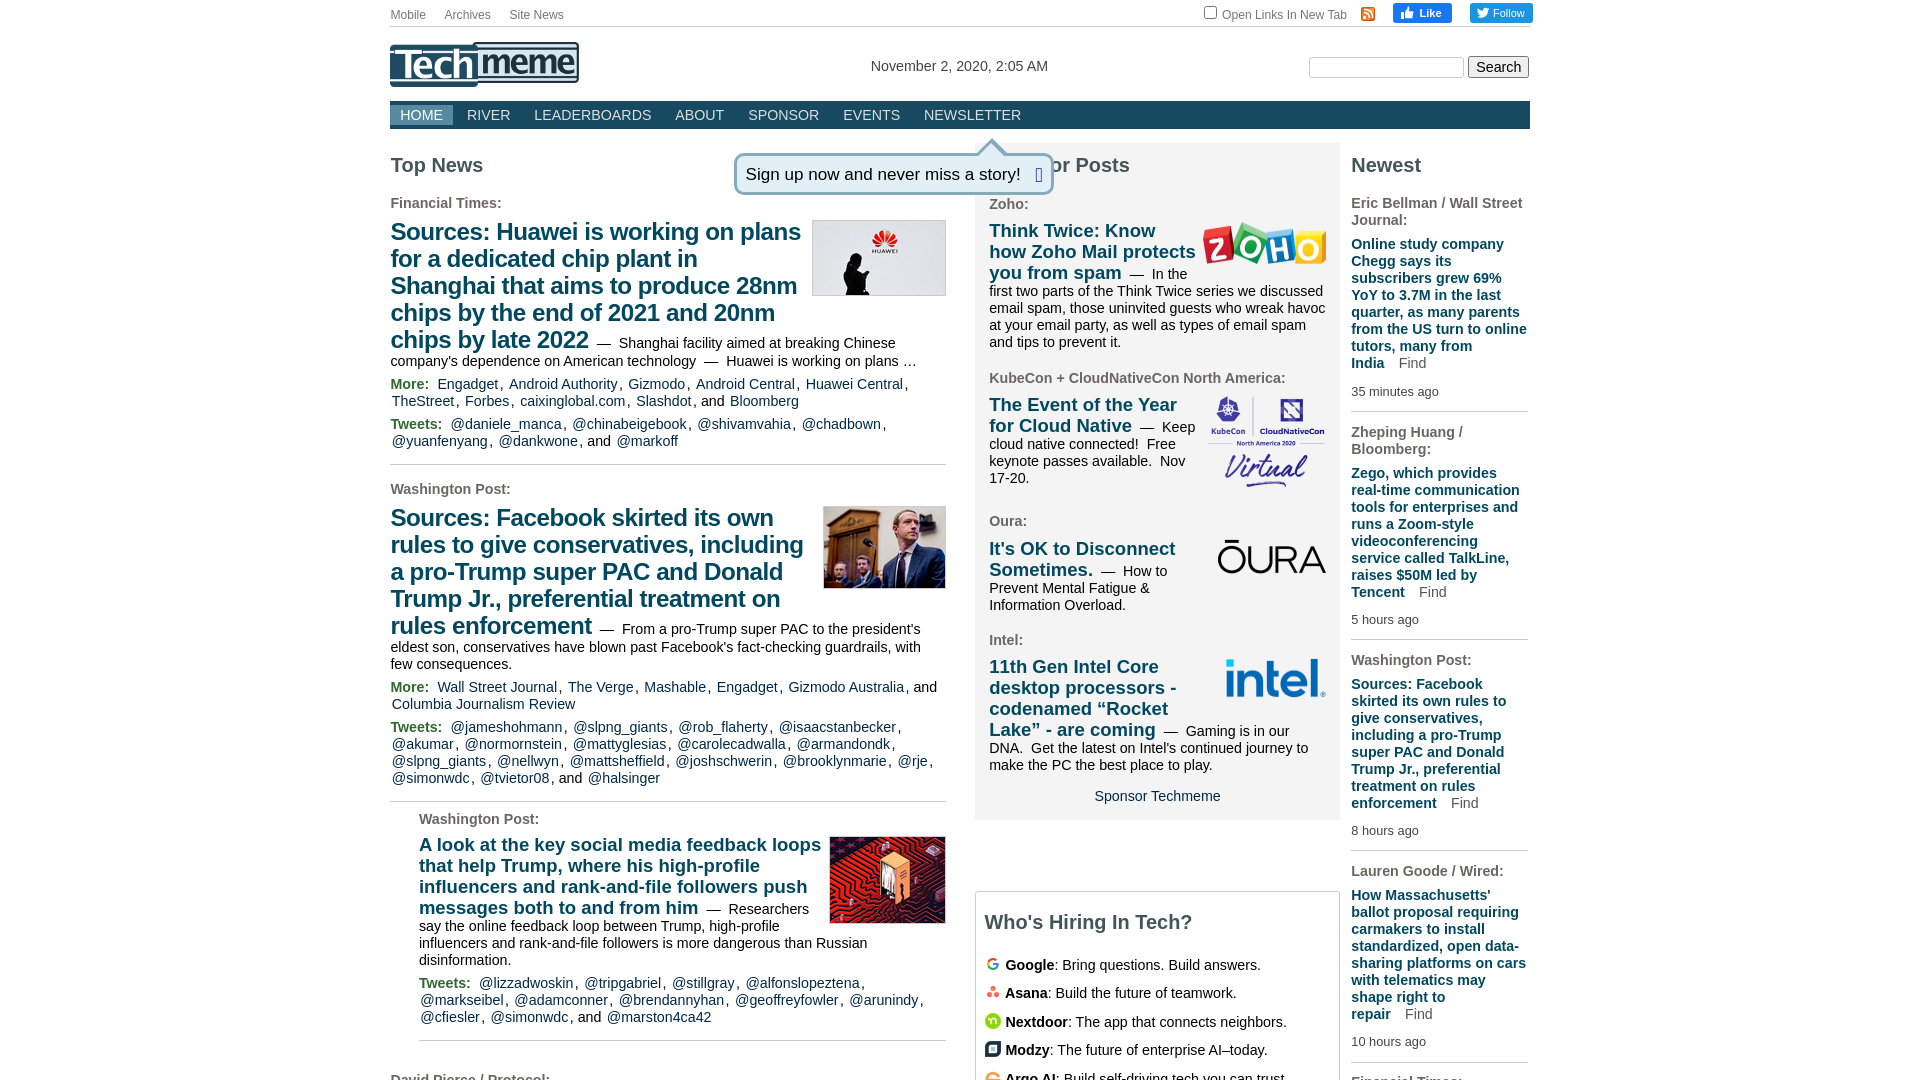 Mobile Archives Site News
Open Links In New Tab Like Follow
Techmeme
November 2, 2020, 2:05 AM
Search
HOME RIVER LEADERBOARDS ABOUT SPONSOR EVENTS NEWSLETTER
Sign up now and never miss a story!
Top News
Financial Times:
Sources: Huawei is working on plans
for a dedicated chip plant in
Shanghai that aims to produce 28nm
chips by the end of 2021 and 20nm
chips by late 2022 — Shanghai facility aimed at breaking Chinese
company's dependence on American technology — Huawei is working on plans …
HUAWEI
More: Engadget, Android Authority, Gizmodo, Android Central, Huawei Central,
TheStreet, Forbes, caixinglobal.com, Slashdot, and Bloomberg
Tweets: @daniele_manca, @chinabeigebook, @shivamvahia, @chadbown,
@yuanfenyang, @dankwone, and @markoff
Washington Post:
Sources: Facebook skirted its own
rules to give conservatives, including
a pro-Trump super PAC and Donald
Trump Jr., preferential treatment on
rules enforcement — From a pro-Trump super PAC to the president's
eldest son, conservatives have blown past Facebook's fact-checking guardrails, with
few consequences.
More: Wall Street Journal, The Verge, Mashable, Engadget, Gizmodo Australia, and
Columbia Journalism Review
Tweets: @jameshohmann, @slpng_giants, @rob_flaherty, @isaacstanbecker,
@akumar, @normornstein, @mattyglesias, @carolecadwalla, @armandondk,
@slpng_giants, @nellwyn, @mattsheffield, @joshschwerin, @brooklynmarie, @rje,
@simonwdc, @tvietor08, and @halsinger
Washington Post:
A look at the key social media feedback loops
that help Trump, where his high-profile
influencers and rank-and-file followers push
messages both to and from him — Researchers
say the online feedback loop between Trump, high-profile
influencers and rank-and-file followers is more dangerous than Russian
disinformation.
Tweets: @lizzadwoskin, @tripgabriel, @stillgray, @alfonslopeztena,
@markseibel, @adamconner, @brendannyhan, @geoffreyfowler, @arunindy,
@cfiesler, @simonwdc, and @marston4ca42
David Pierce / Protocol:
or Posts
Zoho:
Think Twice: Know
how Zoho Mail protects
you from spam — In the
first two parts of the Think Twice series we discussed
email spam, those uninvited guests who wreak havoc
at your email party, as well as types of email spam
and tips to prevent it.
ZOHO
KubeCon + CloudNativeCon North America:
The Event of the Year
for Cloud Native — Keep
cloud native connected! Free
keynote passes available. Nov
17-20.
KubeCon CloudNativeCon
North America 2020
Virtual
Oura:
It's OK to Disconnect
Sometimes. — How to
Prevent Mental Fatigue &
Information Overload.
ŌURA
Intel:
11th Gen Intel Core
desktop processors -
codenamed “Rocket
Lake” - are coming — Gaming is in our
DNA. Get the latest on Intel's continued journey to
make the PC the best place to play.
intel®
Sponsor Techmeme
Who's Hiring In Tech?
Google: Bring questions. Build answers.
Asana: Build the future of teamwork.
Nextdoor: The app that connects neighbors.
Modzy: The future of enterprise AI–today.
Argo AI: Build self-driving tech you can trust.
Newest
Eric Bellman / Wall Street
Journal:
Online study company
Chegg says its
subscribers grew 69%
YoY to 3.7M in the last
quarter, as many parents
from the US turn to online
tutors, many from
India Find
35 minutes ago
Zheping Huang /
Bloomberg:
Zego, which provides
real-time communication
tools for enterprises and
runs a Zoom-style
videoconferencing
service called TalkLine,
raises $50M led by
Tencent Find
5 hours ago
Washington Post:
Sources: Facebook
skirted its own rules to
give conservatives,
including a pro-Trump
super PAC and Donald
Trump Jr., preferential
treatment on rules
enforcement Find
8 hours ago
Lauren Goode / Wired:
How Massachusetts'
ballot proposal requiring
carmakers to install
standardized, open data-
sharing platforms on cars
with telematics may
shape right to
repair Find
10 hours ago
Financial Times: